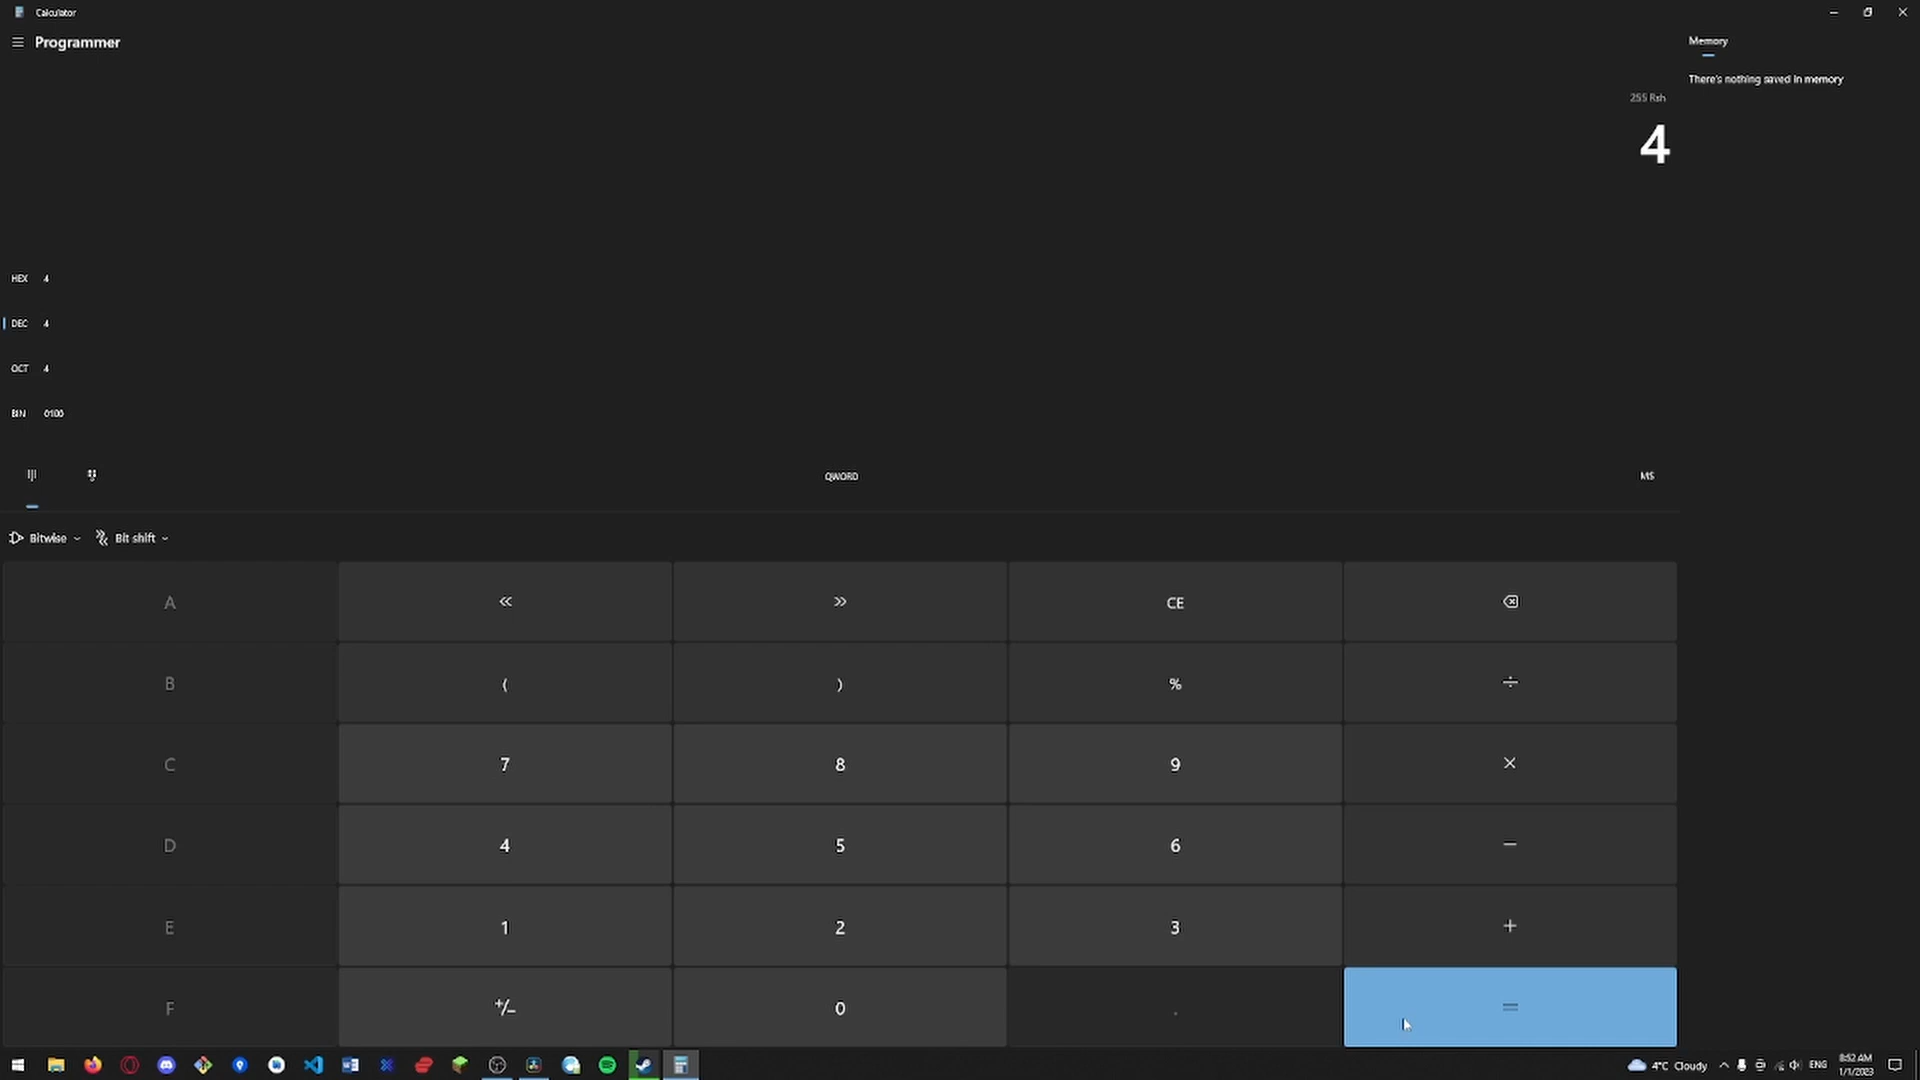 Calculator
Programmer
Memory
There's nothing saved in memory
255 Rsh
4
HEX 4
DEC 4
OCT 4
BIN 0100
QWORD
MS
Bitwise
Bit shift
A « » CE
B ( ) % ÷
C 7 8 9 ×
D 4 5 6 −
E 1 2 3 +
F +/− 0 . =
4°C Cloudy
ENG
8:52 AM
1/1/2023